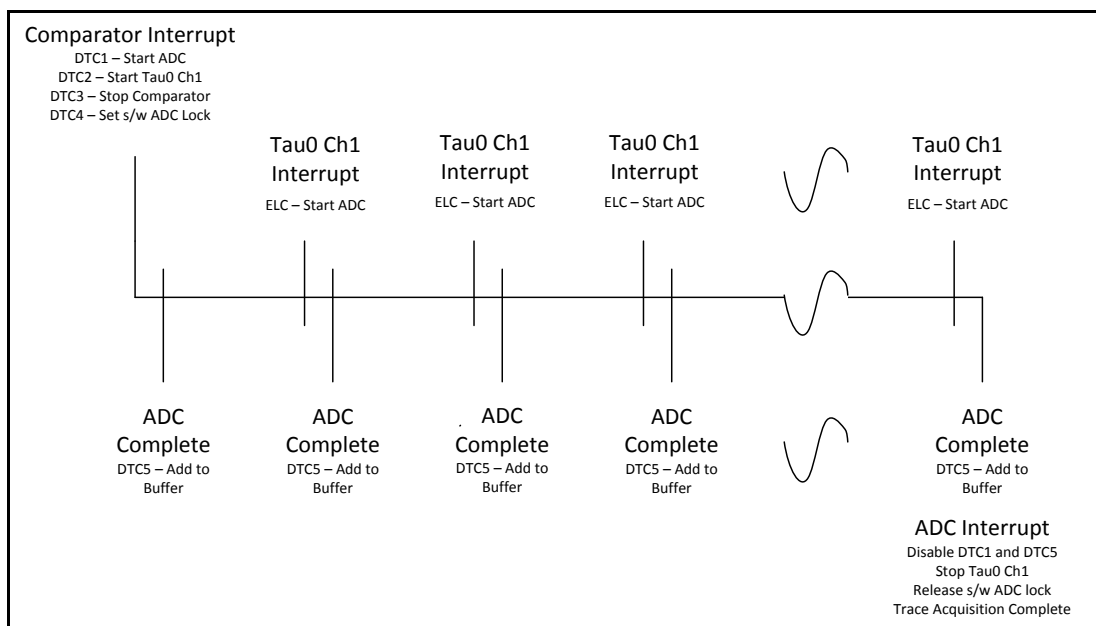 Comparator Interrupt
DTC1 – Start ADC
DTC2 – Start Tau0 Ch1
DTC3 – Stop Comparator
DTC4 – Set s/w ADC Lock
Tau0 Ch1
Interrupt
ELC – Start ADC
Tau0 Ch1
Interrupt
ELC – Start ADC
Tau0 Ch1
Interrupt
ELC – Start ADC
Tau0 Ch1
Interrupt
ELC – Start ADC
ADC
Complete
DTC5 – Add to
Buffer
ADC
Complete
DTC5 – Add to
Buffer
ADC
Complete
DTC5 – Add to
Buffer
ADC
Complete
DTC5 – Add to
Buffer
ADC
Complete
DTC5 – Add to
Buffer
ADC Interrupt
Disable DTC1 and DTC5
Stop Tau0 Ch1
Release s/w ADC lock
Trace Acquisition Complete